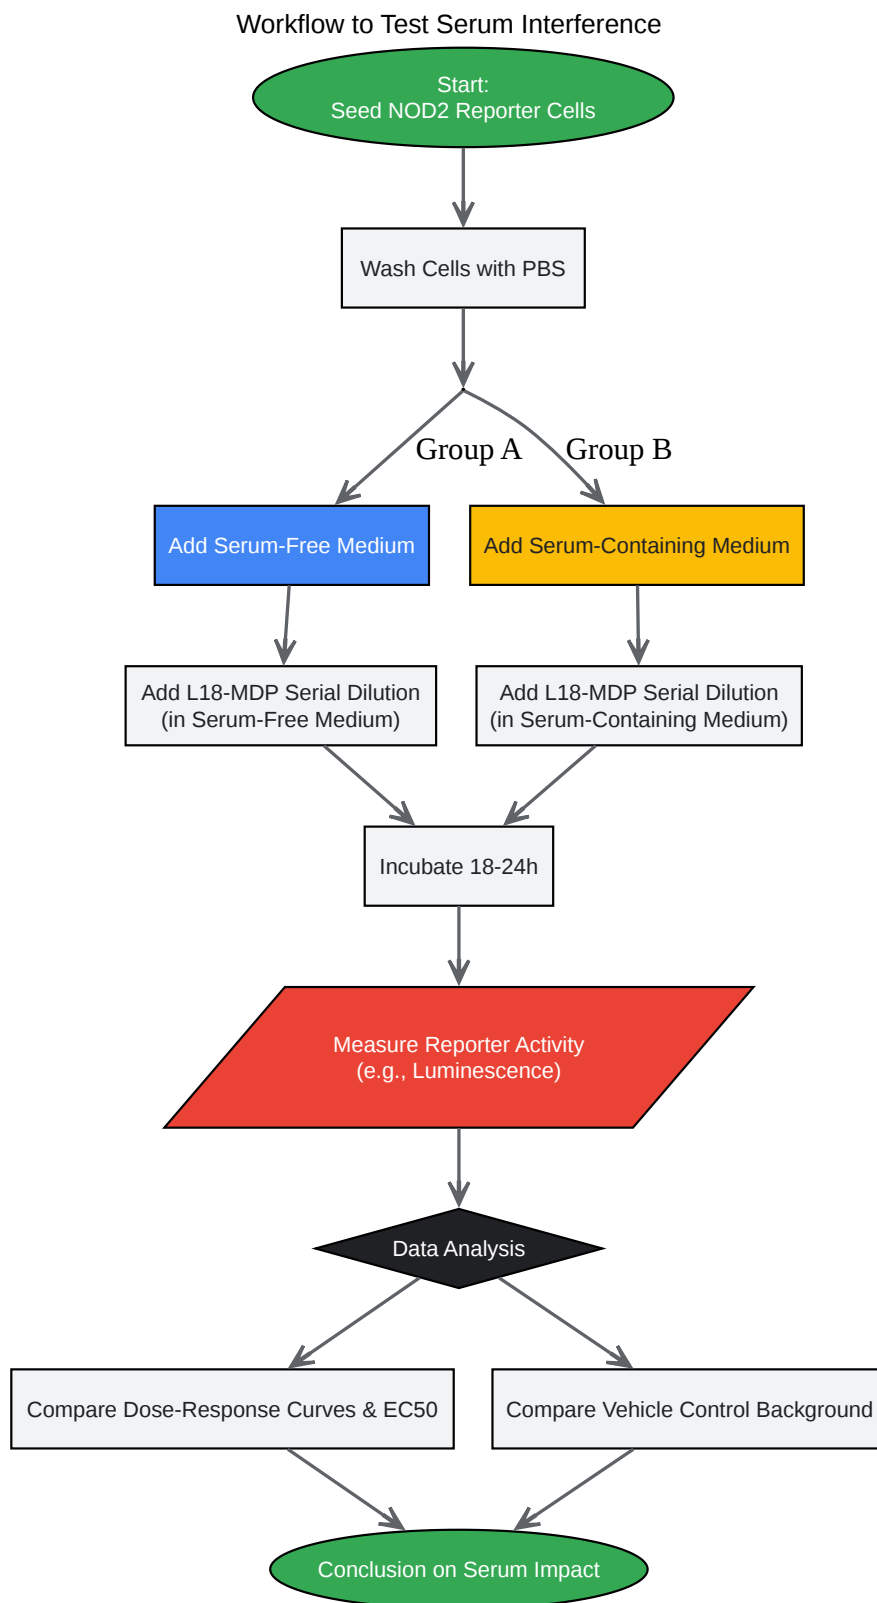 Workflow to Test Serum Interference
Start:
Seed NOD2 Reporter Cells
Wash Cells with PBS
Group A
Group B
Add Serum-Free Medium
Add Serum-Containing Medium
Add L18-MDP Serial Dilution
(in Serum-Free Medium)
Add L18-MDP Serial Dilution
(in Serum-Containing Medium)
Incubate 18-24h
Measure Reporter Activity
(e.g., Luminescence)
Data Analysis
Compare Dose-Response Curves & EC50
Compare Vehicle Control Background
Conclusion on Serum Impact